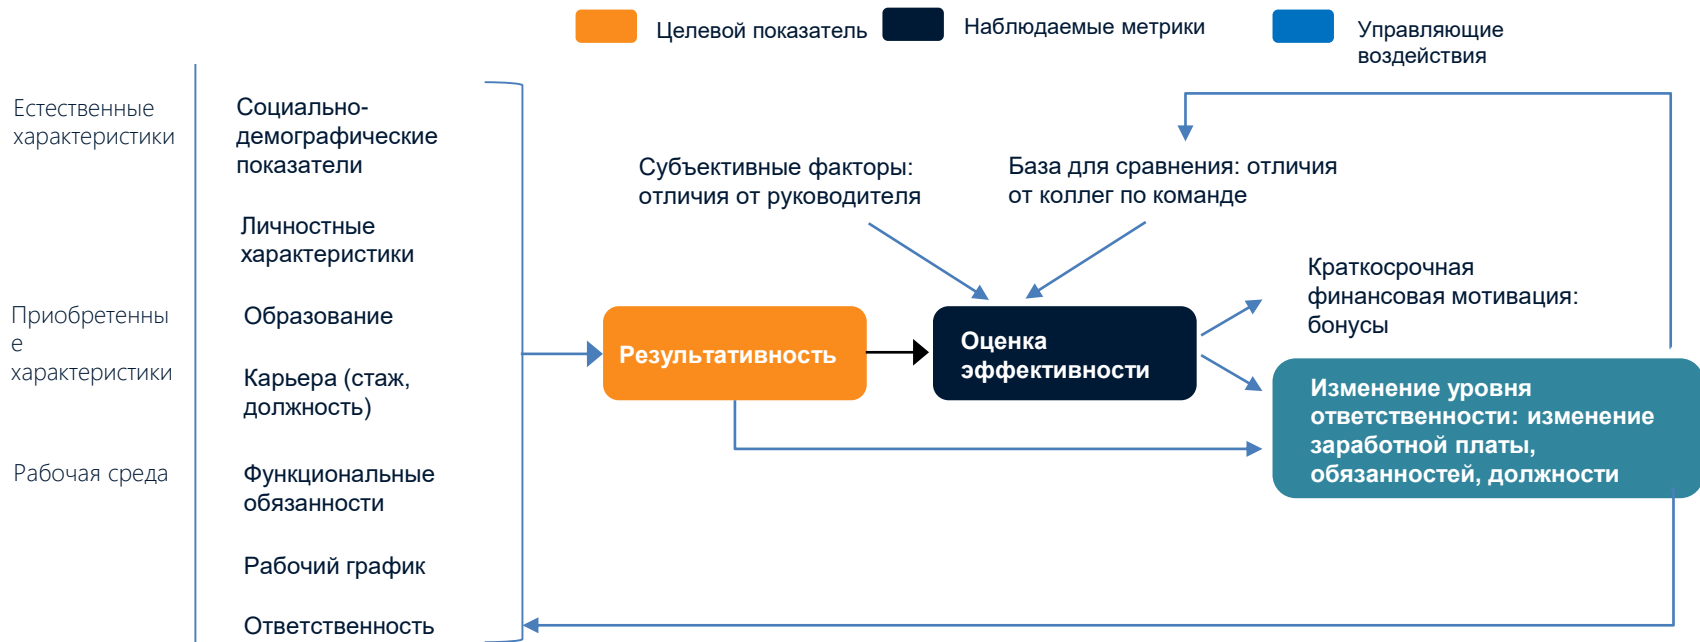 Целевой показатель
Наблюдаемые метрики
Управляющие
воздействия
Естественные
характеристики
Социально-
демографические
показатели
Личностные
характеристики
Приобретенны
е
характеристики
Образование
Карьера (стаж,
должность)
Рабочая среда
Функциональные
обязанности
Рабочий график
Ответственность
Субъективные факторы:
отличия от руководителя
База для сравнения: отличия
от коллег по команде
Результативность
Оценка
эффективности
Краткосрочная
финансовая мотивация:
бонусы
Изменение уровня
ответственности: изменение
заработной платы,
обязанностей, должности